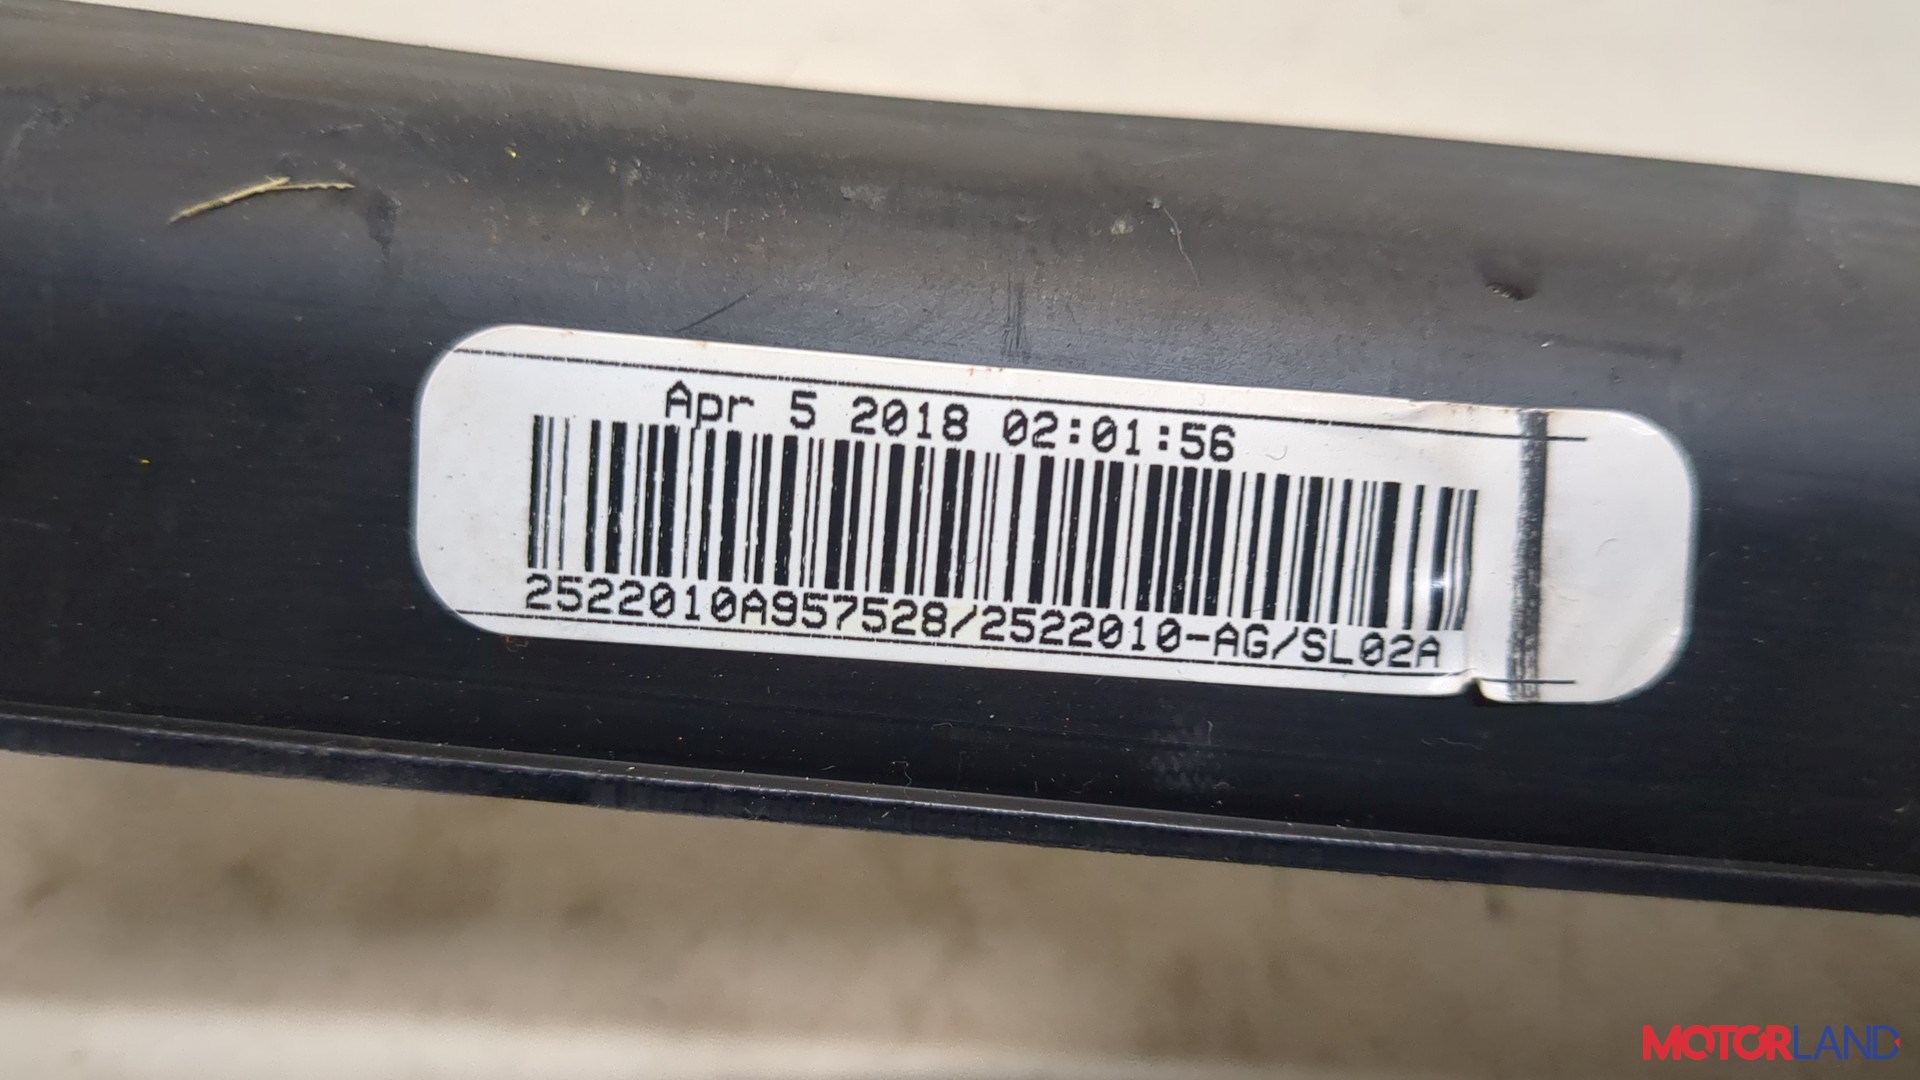 Apr 5 2018 02:01:56
2522010A957528/2522010-AG/SL02A
MOTORLAND